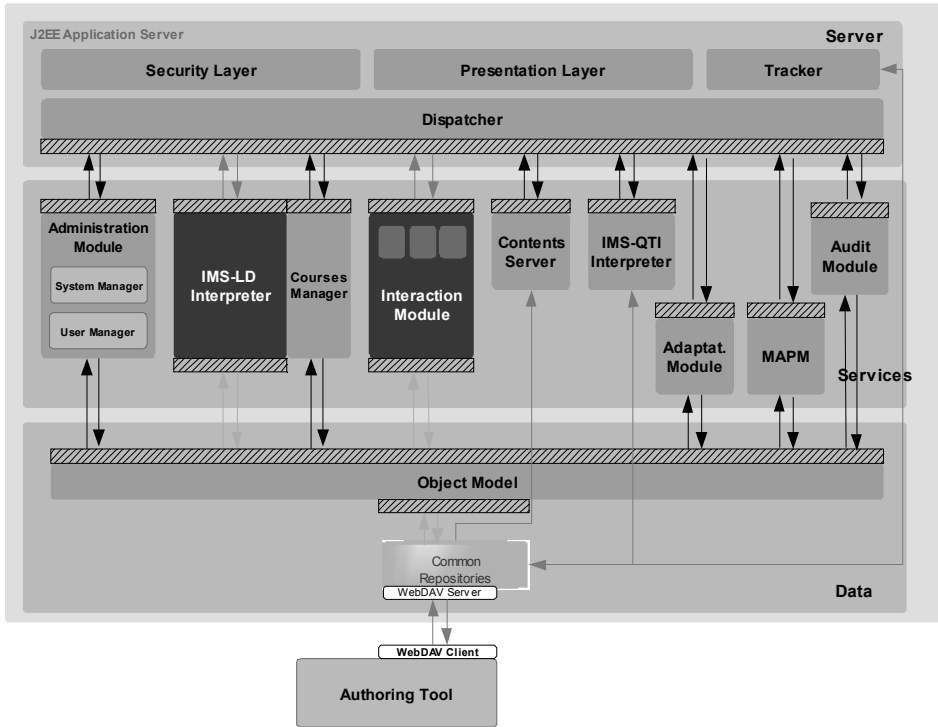 J2EE Application Server
Server
Security Layer
Presentation Layer
Tracker
Dispatcher
Administration
Module
System Manager
User Manager
IMS-LD
Interpreter
Courses
Manager
Interaction
Module
Contents
Server
IMS-QTI
Interpreter
Audit
Module
Adaptat.
Module
MAPM
Services
Object Model
Common
Repositories
WebDAV Server
Data
WebDAV Client
Authoring Tool